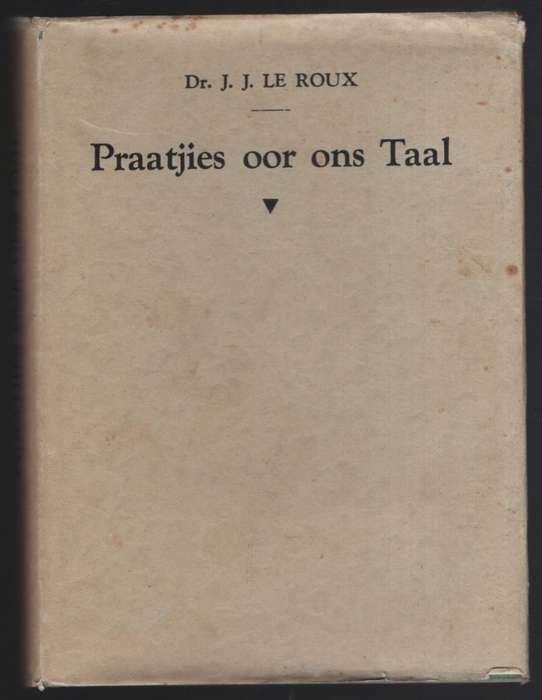 Dr. J. J. LE ROUX
Praatjies oor ons Taal